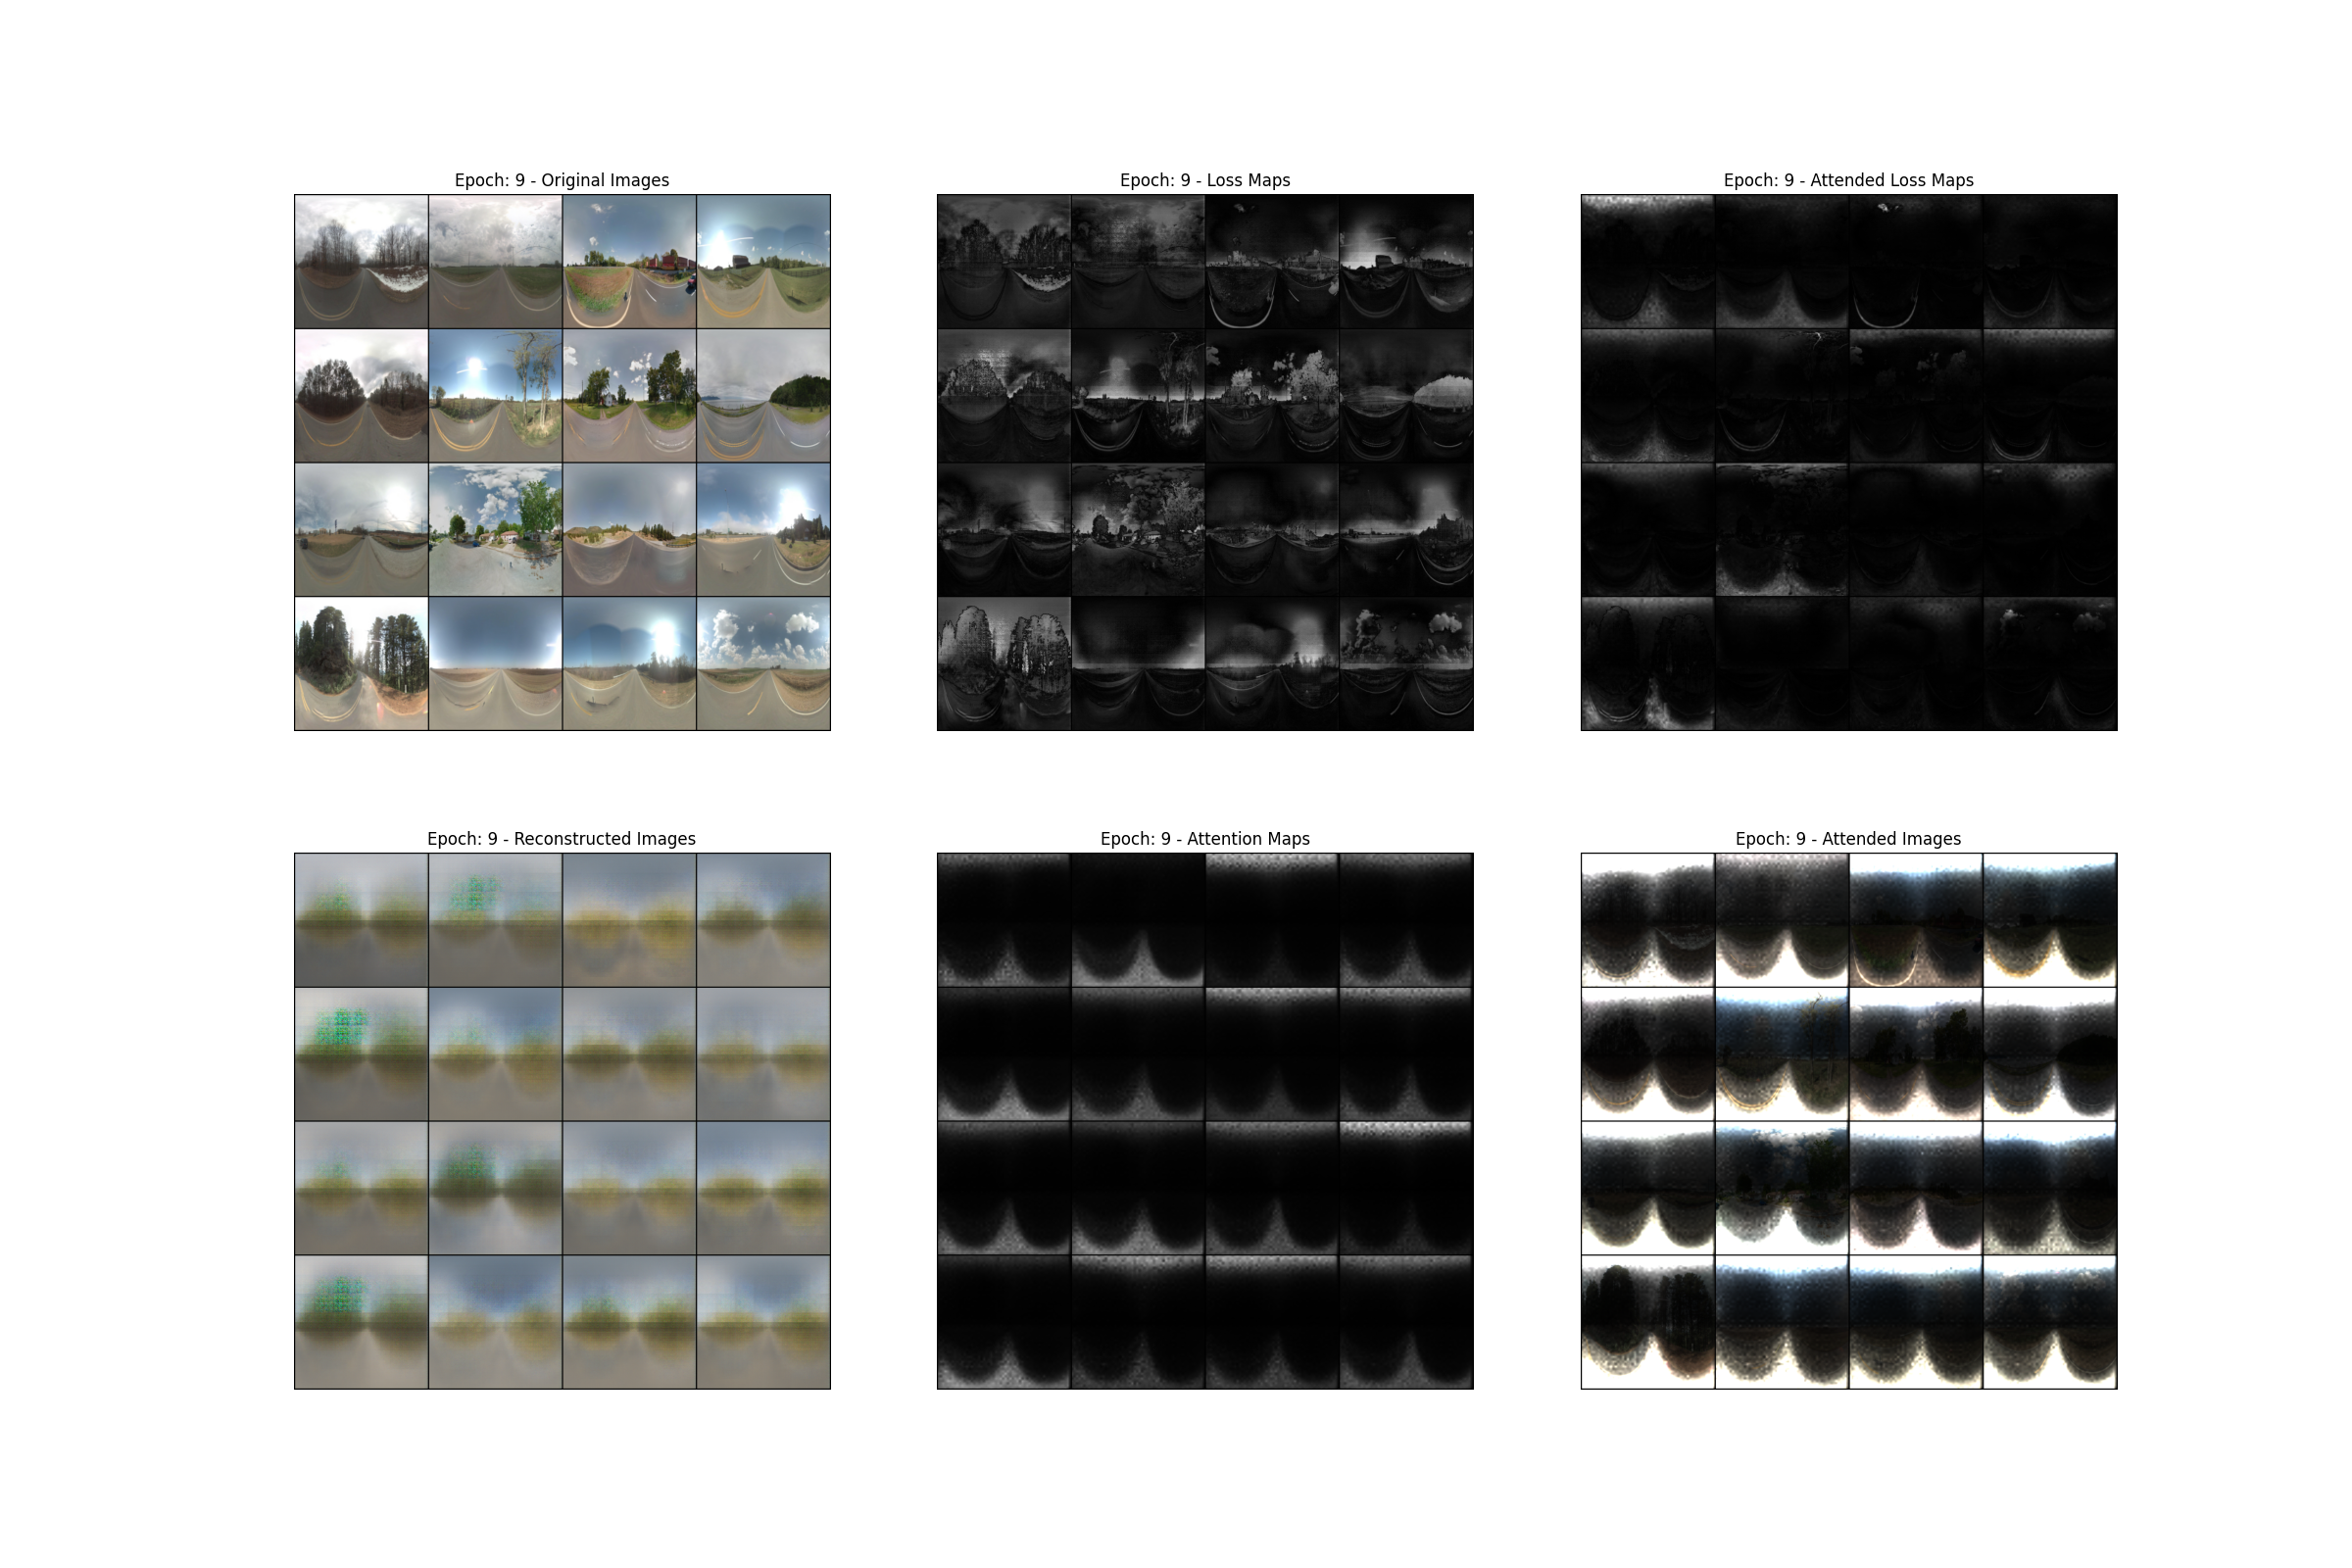 Epoch: 9 - Original Images
Epoch: 9 - Loss Maps
Epoch: 9 - Attended Loss Maps
Epoch: 9 - Reconstructed Images
Epoch: 9 - Attention Maps
Epoch: 9 - Attended Images